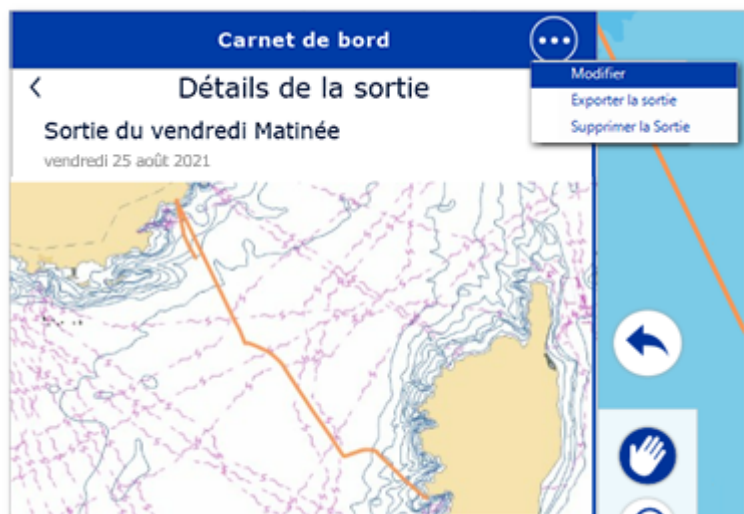 Carnet de bord
Modifier
Exporter la sortie
Supprimer la Sortie
Détails de la sortie
Sortie du vendredi Matinée
vendredi 25 août 2021